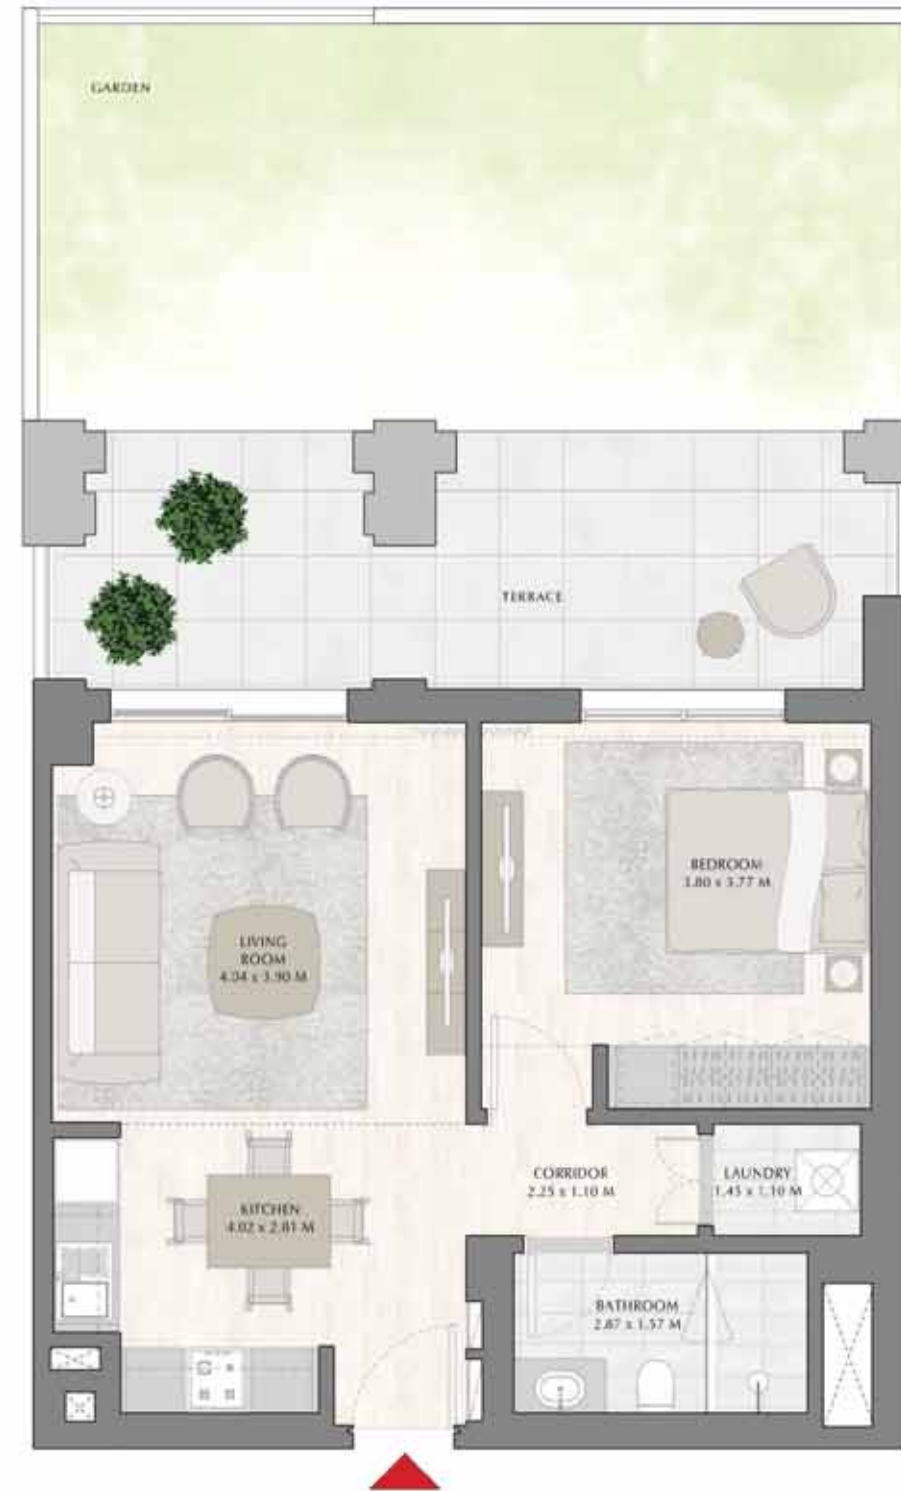 GARDEN
TERRACE
BEDROOM
3.80 x 3.77 M
LIVING
ROOM
4.04 x 3.90 M
CORRIDOR
2.25 x 1.10 M
LAUNDRY
1.45 x 1.10 M
KITCHEN
4.02 x 2.81 M
BATHROOM
2.87 x 1.57 M